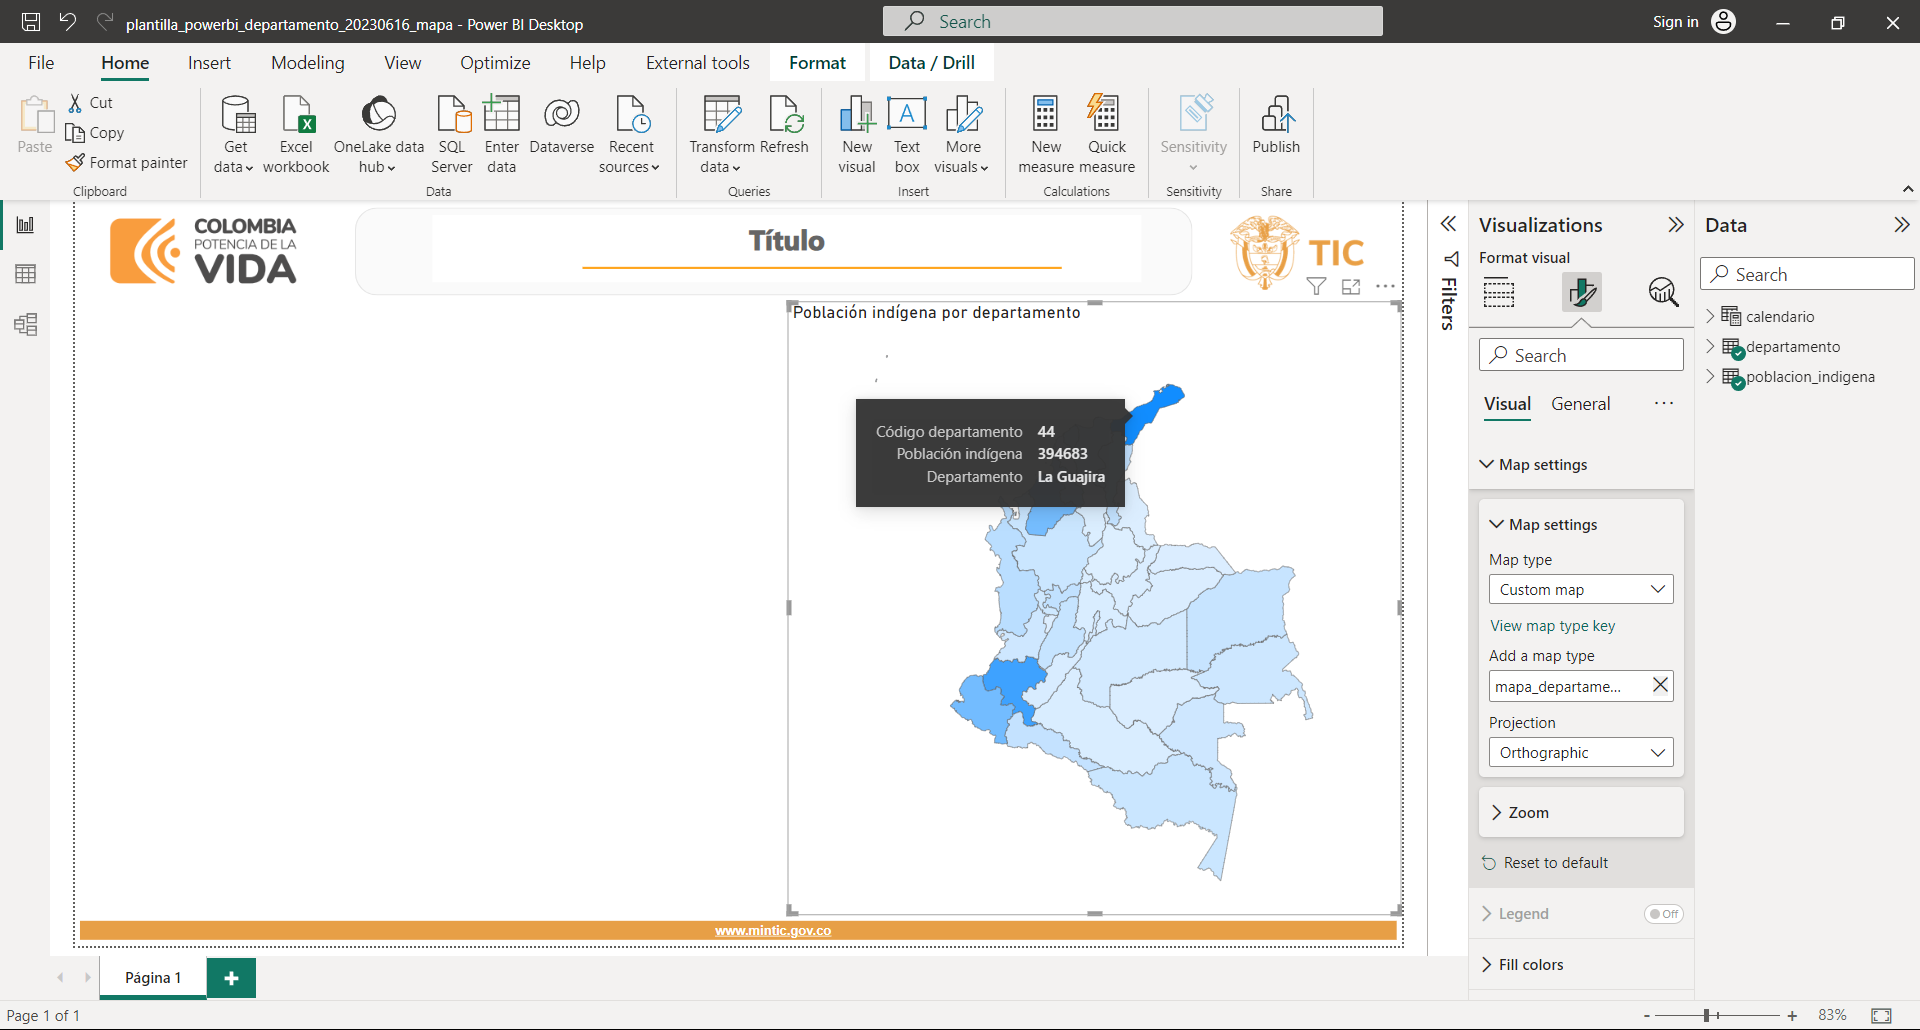 plantilla_powerbi_departamento_20230616_mapa - Power BI Desktop
Search
Sign in
File
Home
Insert
Modeling
View
Optimize
Help
External tools
Format
Data / Drill
Paste
Cut
Copy
Format painter
Clipboard
Get data
Excel workbook
OneLake data hub
SQL Server
Enter data
Dataverse
Recent sources
Data
Transform data
Refresh
Queries
New visual
A
Text box
More visuals
Insert
New measure
Quick measure
Calculations
Sensitivity
Sensitivity
Publish
Share
COLOMBIA
POTENCIA DE LA
VIDA
Título
TIC
Población indígena por departamento
Código departamento 44
Población indígena 394683
Departamento La Guajira
www.mintic.gov.co
Filters
Visualizations
Format visual
Search
Visual
General
Map settings
Map settings
Map type
Custom map
View map type key
Add a map type
mapa_departame...
Projection
Orthographic
Zoom
Reset to default
Legend
Off
Fill colors
Data
Search
calendario
departamento
poblacion_indigena
Página 1
Page 1 of 1
83%